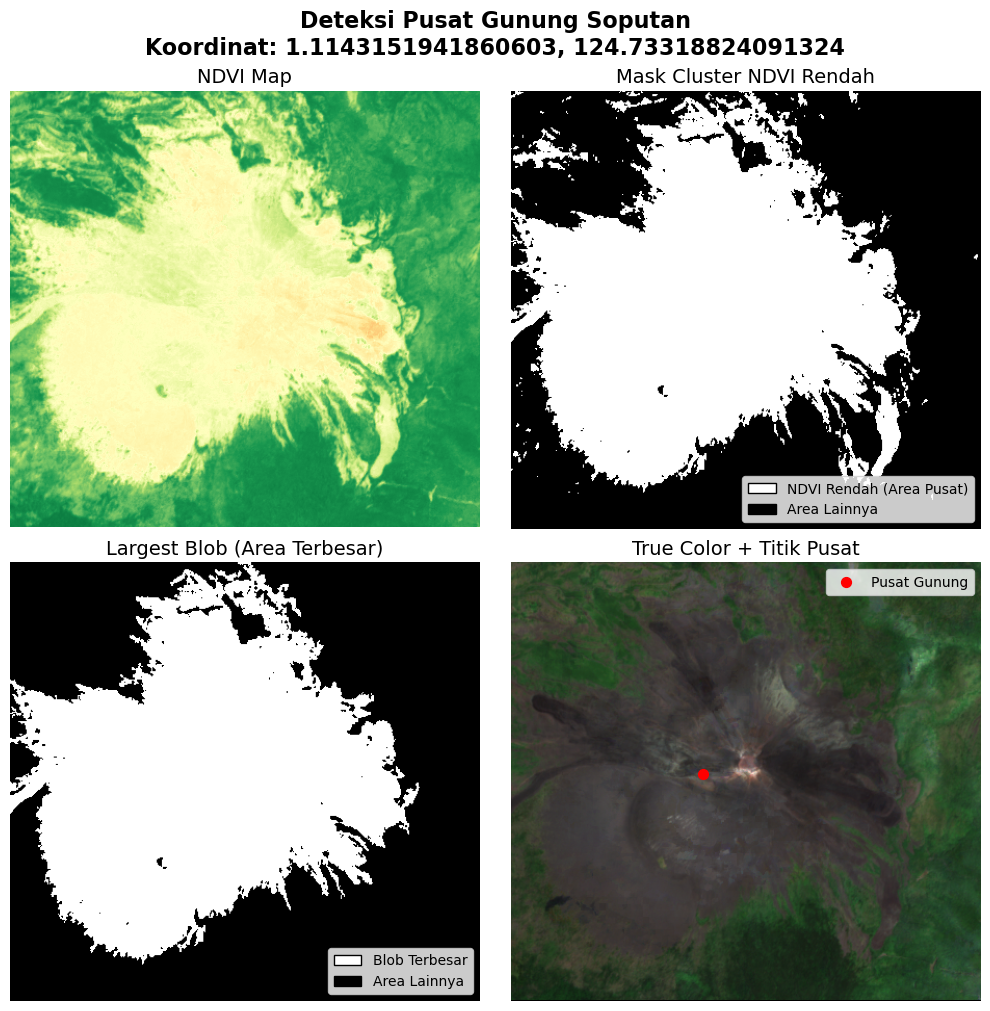 Deteksi Pusat Gunung Soputan
Koordinat: 1.1143151941860603, 124.73318824091324
NDVI Map
Mask Cluster NDVI Rendah
NDVI Rendah (Area Pusat)
Area Lainnya
Largest Blob (Area Terbesar)
True Color + Titik Pusat
Blob Terbesar
Area Lainnya
Pusat Gunung